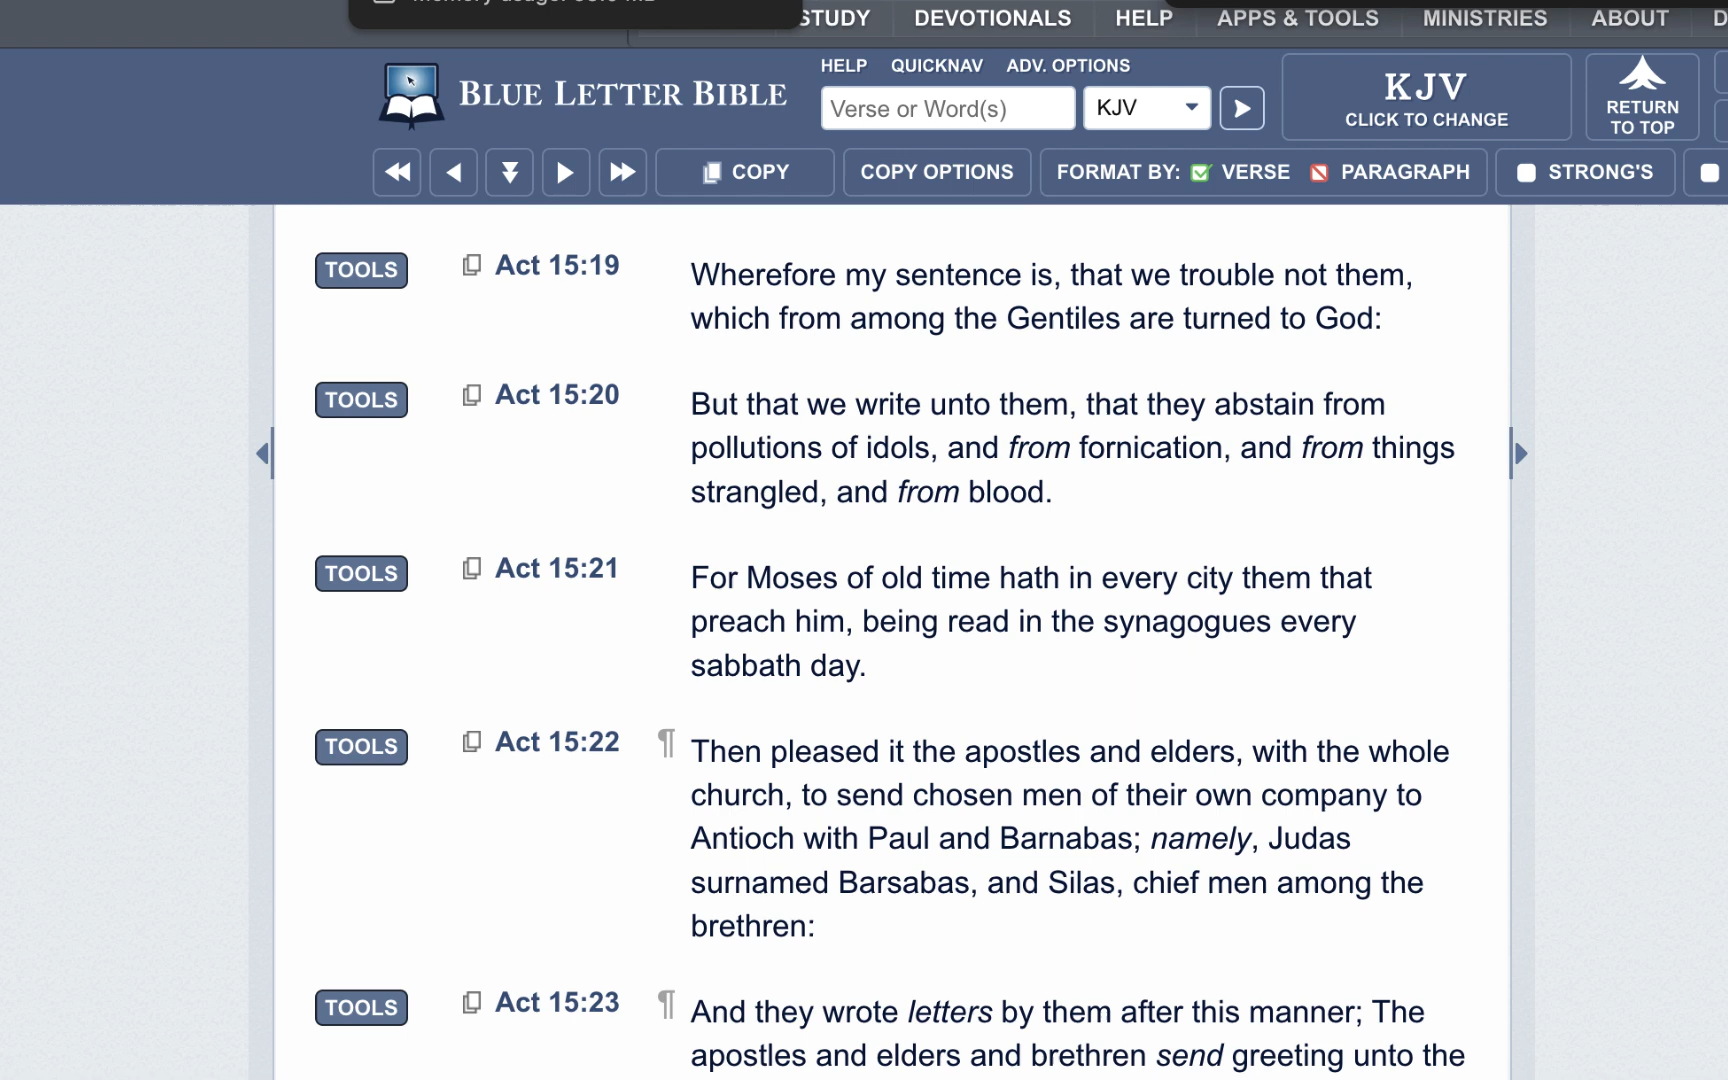 STUDY DEVOTIONALS HELP APPS & TOOLS MINISTRIES ABOUT
HELP QUICKNAV ADV. OPTIONS
BLUE LETTER BIBLE
Verse or Word(s) KJV
KJV
CLICK TO CHANGE
RETURN
TO TOP
COPY COPY OPTIONS FORMAT BY: VERSE PARAGRAPH STRONG'S
TOOLS Act 15:19 Wherefore my sentence is, that we trouble not them,
which from among the Gentiles are turned to God:
TOOLS Act 15:20 But that we write unto them, that they abstain from
pollutions of idols, and from fornication, and from things
strangled, and from blood.
TOOLS Act 15:21 For Moses of old time hath in every city them that
preach him, being read in the synagogues every
sabbath day.
TOOLS Act 15:22 ¶ Then pleased it the apostles and elders, with the whole
church, to send chosen men of their own company to
Antioch with Paul and Barnabas; namely, Judas
surnamed Barsabas, and Silas, chief men among the
brethren:
TOOLS Act 15:23 ¶ And they wrote letters by them after this manner; The
apostles and elders and brethren send greeting unto the